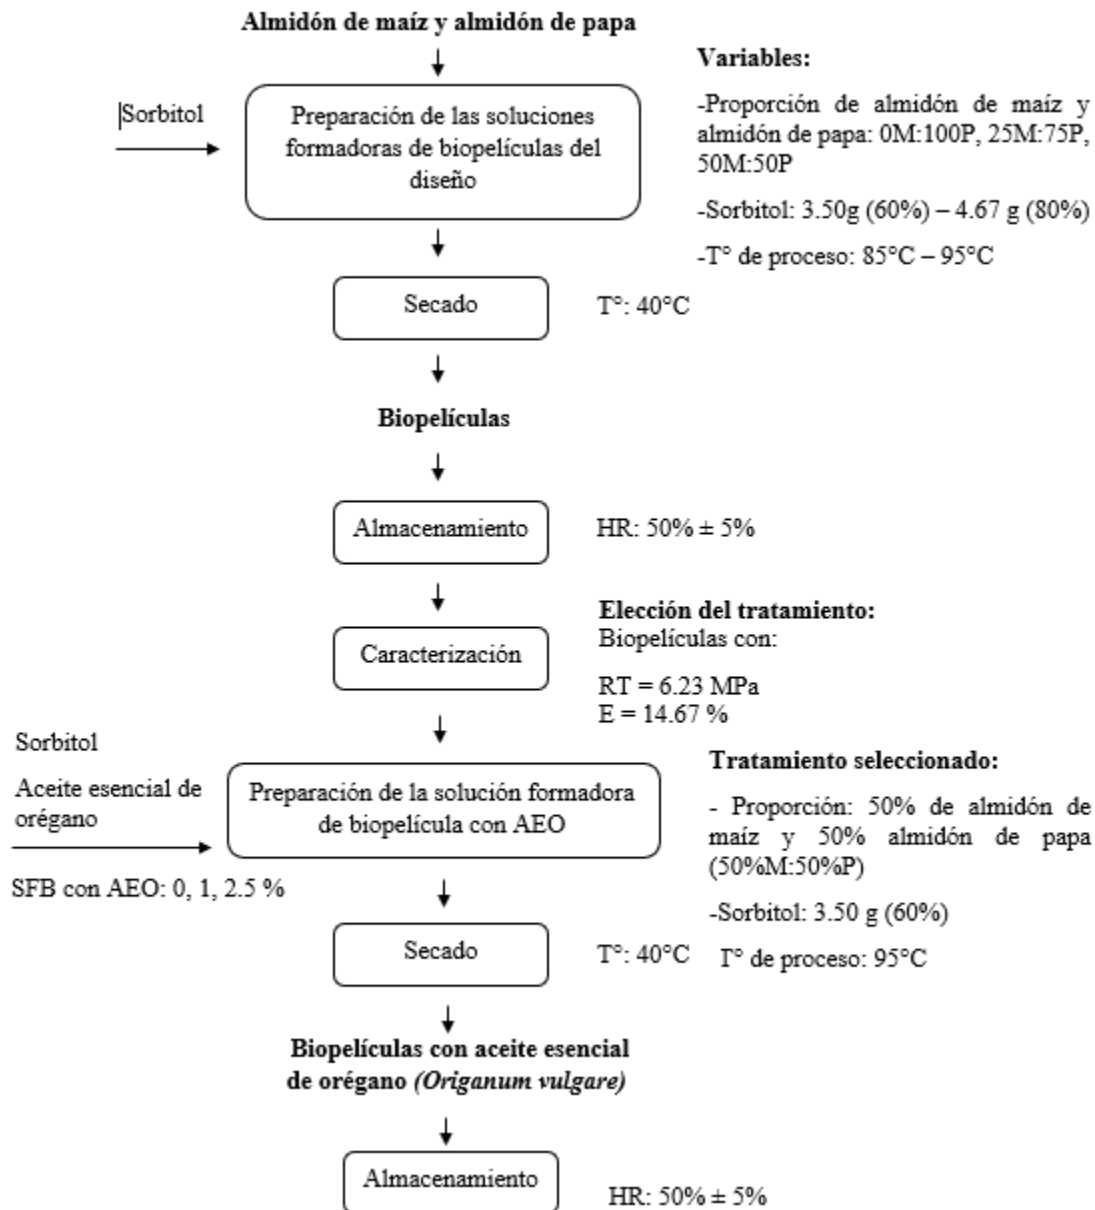 Almidón de maíz y almidón de papa
Variables:
-Proporción de almidón de maíz y
almidón de papa: 0M:100P, 25M:75P,
50M:50P
-Sorbitol: 3.50g (60%) – 4.67 g (80%)
-T° de proceso: 85°C – 95°C
Sorbitol
Preparación de las soluciones
formadoras de biopelículas del
diseño
Secado
T°: 40°C
Biopelículas
Almacenamiento
HR: 50% ± 5%
Caracterización
Elección del tratamiento:
Biopelículas con:
RT = 6.23 MPa
E = 14.67 %
Sorbitol
Aceite esencial de
orégano
SFB con AEO: 0, 1, 2.5 %
Preparación de la solución formadora
de biopelícula con AEO
Tratamiento seleccionado:
- Proporción: 50% de almidón de
maíz y 50% almidón de papa
(50%M:50%P)
-Sorbitol: 3.50 g (60%)
T° de proceso: 95°C
Secado
T°: 40°C
Biopelículas con aceite esencial
de orégano (Origanum vulgare)
Almacenamiento
HR: 50% ± 5%